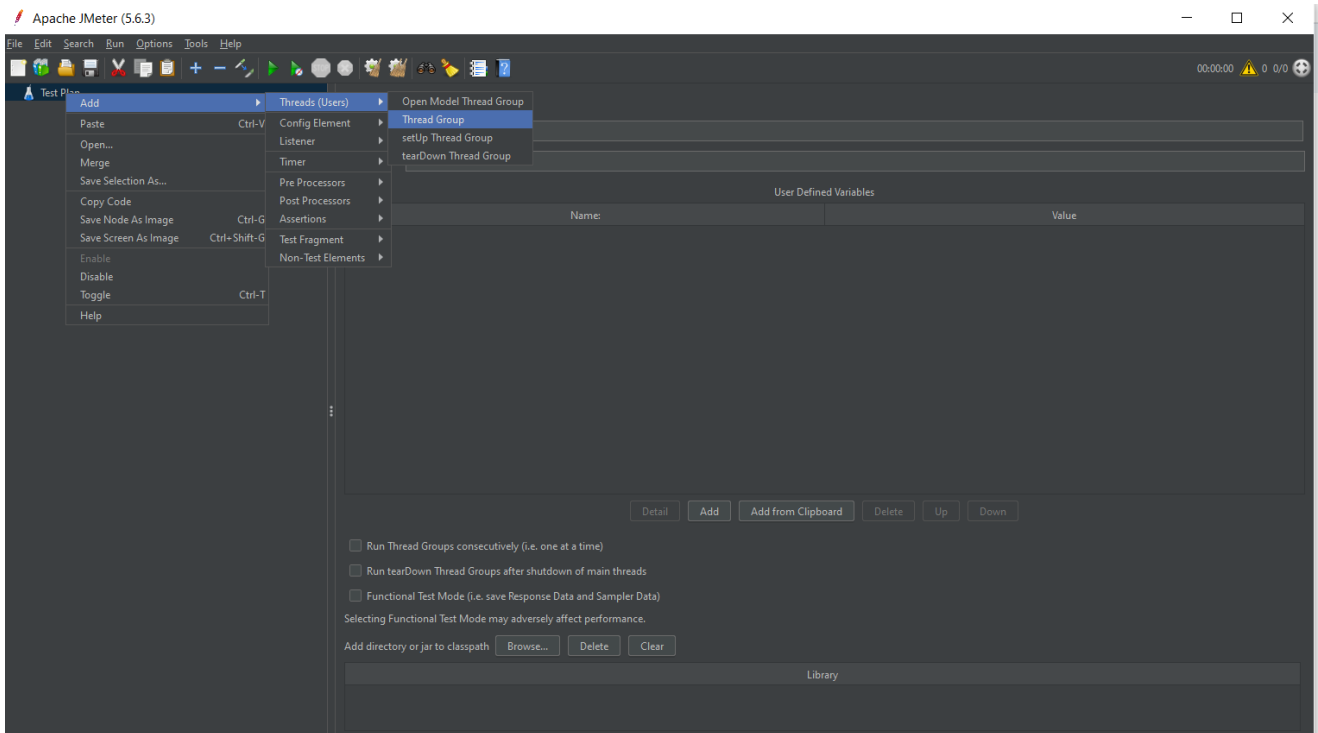 Apache JMeter (5.6.3)
File Edit Search Run Options Tools Help
00:00:00 0 0/0
Test Plan
Add
Paste Ctrl-V
Open...
Merge
Save Selection As...
Copy Code
Save Node As Image Ctrl-G
Save Screen As Image Ctrl+Shift-G
Enable
Disable
Toggle Ctrl-T
Help
Threads (Users)
Config Element
Listener
Timer
Pre Processors
Post Processors
Assertions
Test Fragment
Non-Test Elements
Open Model Thread Group
Thread Group
setUp Thread Group
tearDown Thread Group
User Defined Variables
Name: Value
Detail Add Add from Clipboard Delete Up Down
Run Thread Groups consecutively (i.e. one at a time)
Run tearDown Thread Groups after shutdown of main threads
Functional Test Mode (i.e. save Response Data and Sampler Data)
Selecting Functional Test Mode may adversely affect performance.
Add directory or jar to classpath Browse... Delete Clear
Library